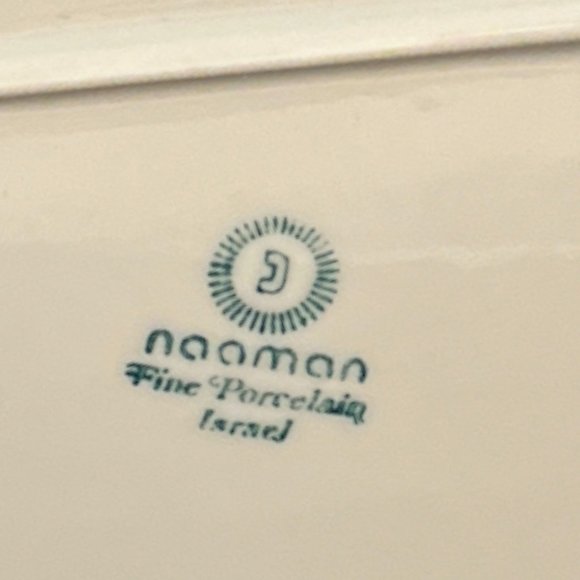 נ
naaman
Fine Porcelain
Israel